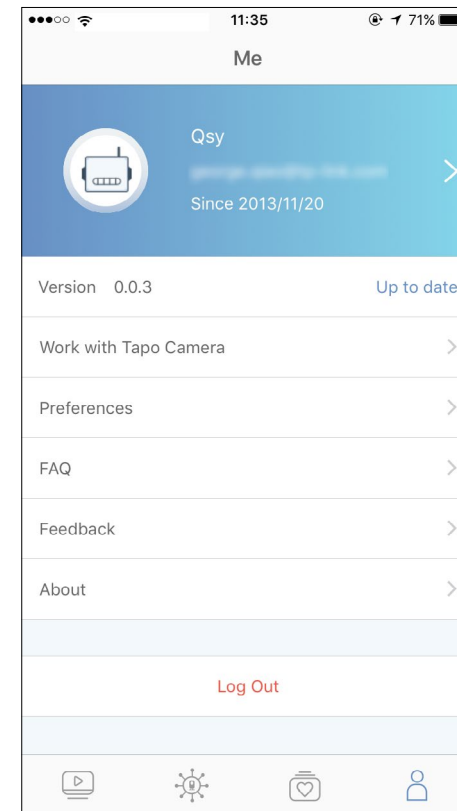 11:35
71%
Me
Qsy
Since 2013/11/20
Version 0.0.3
Up to date
Work with Tapo Camera
Preferences
FAQ
Feedback
About
Log Out